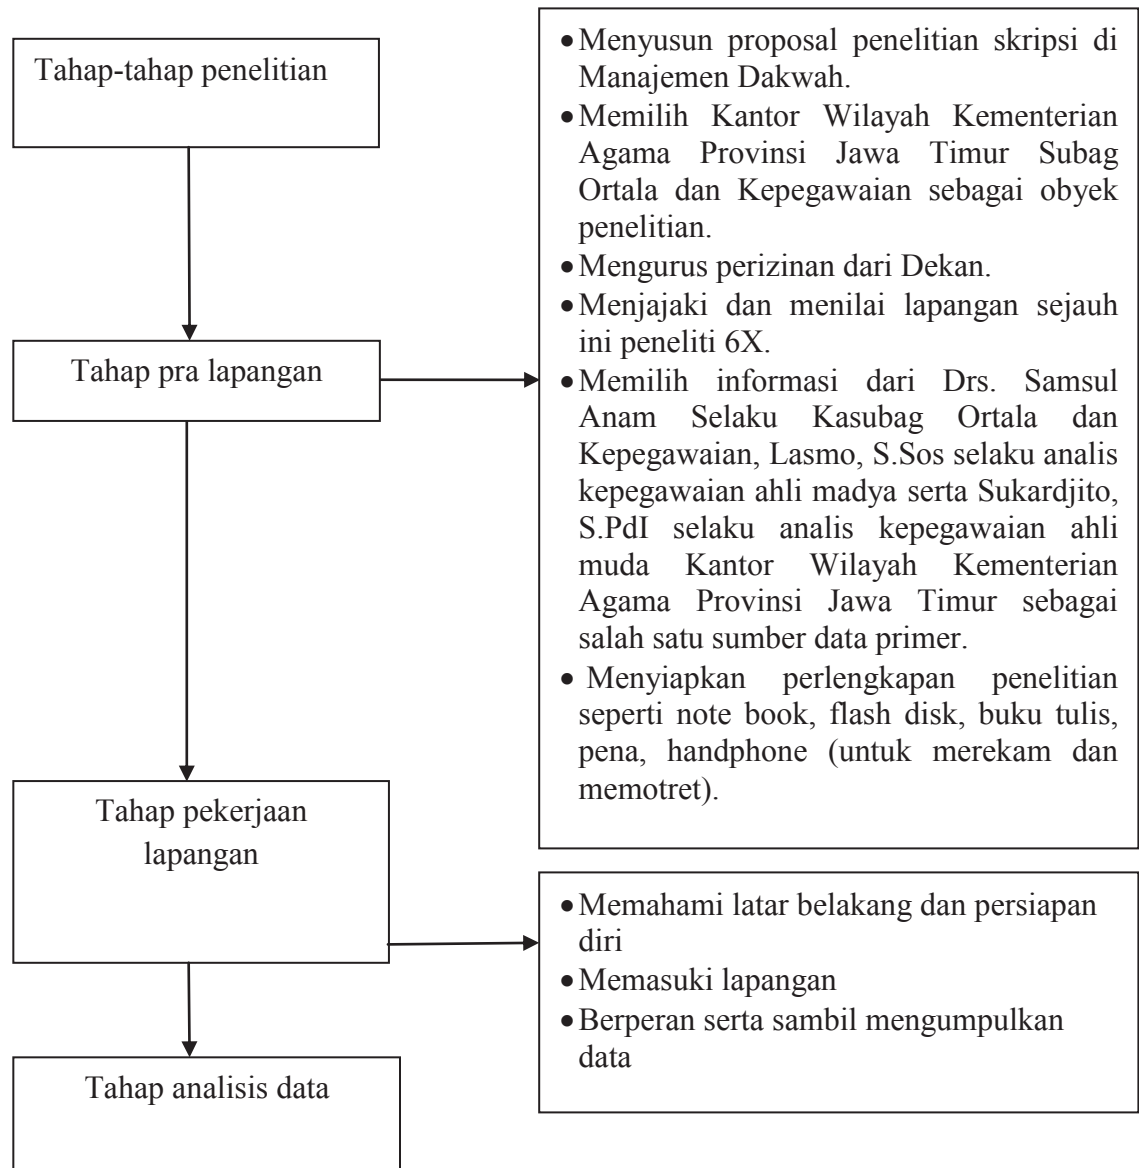 Tahap-tahap penelitian
Tahap pra lapangan
•Menyusun proposal penelitian skripsi di
Manajemen Dakwah.
•Memilih Kantor Wilayah Kementerian
Agama Provinsi Jawa Timur Subag
Ortala dan Kepegawaian sebagai obyek
penelitian.
•Mengurus perizinan dari Dekan.
•Menjajaki dan menilai lapangan sejauh
ini peneliti 6X.
•Memilih informasi dari Drs. Samsul
Anam Selaku Kasubag Ortala dan
Kepegawaian, Lasmo, S.Sos selaku analis
kepegawaian ahli madya serta Sukardjito,
S.PdI selaku analis kepegawaian ahli
muda Kantor Wilayah Kementerian
Agama Provinsi Jawa Timur sebagai
salah satu sumber data primer.
• Menyiapkan perlengkapan penelitian
seperti note book, flash disk, buku tulis,
pena, handphone (untuk merekam dan
memotret).
Tahap pekerjaan
lapangan
•Memahami latar belakang dan persiapan
diri
•Memasuki lapangan
•Berperan serta sambil mengumpulkan
data
Tahap analisis data